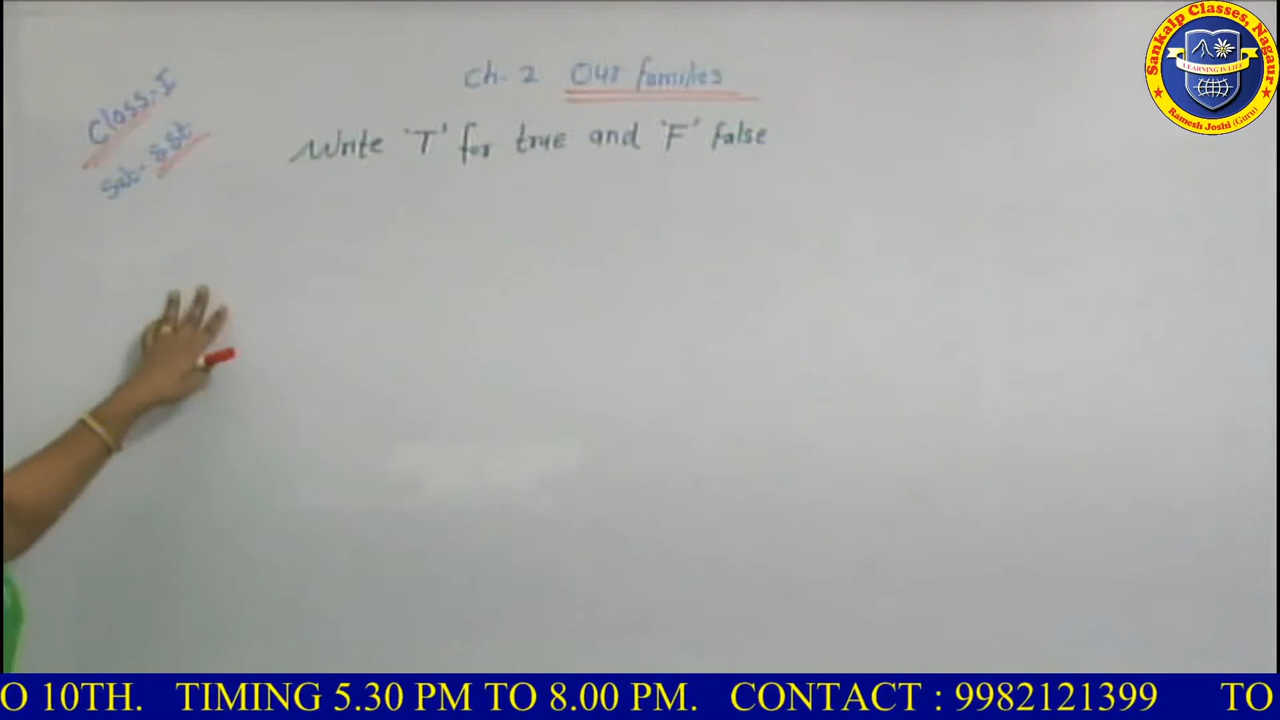 Class-I
Sub- SSt
Ch. 2 Our families
Write 'T' for true and 'F' false
Sankalp Classes, Nagaur
LEARNING IS LIFE
Ramesh Joshi (Guru)
O 10TH. TIMING 5.30 PM TO 8.00 PM. CONTACT : 9982121399 TO